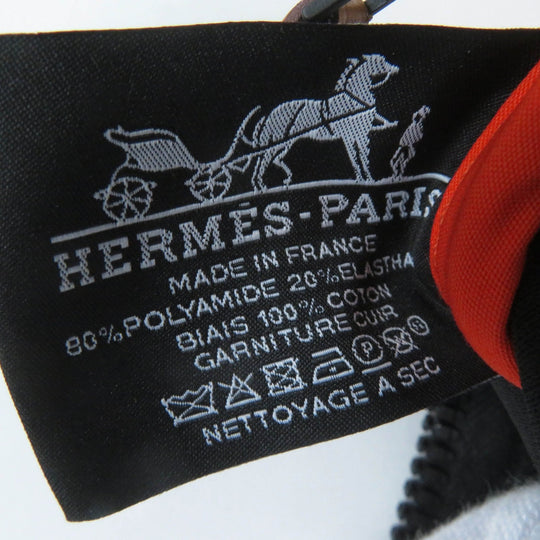 HERMÈS-PARIS
MADE IN FRANCE
80%POLYAMIDE 20%ELASTHA
BIAIS 100% COTON
GARNITURE CUIR
P
NETTOYAGE A SEC